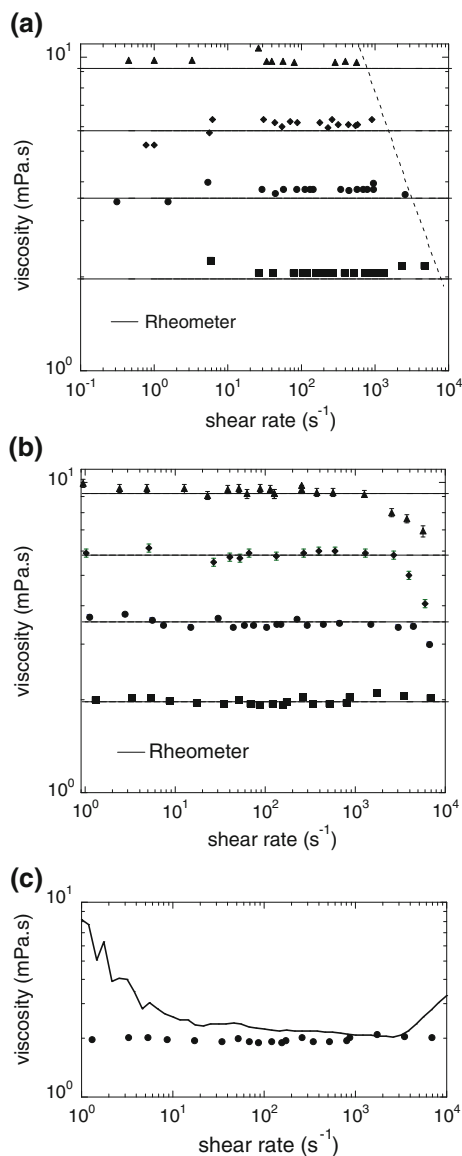 (a)
10¹
viscosity (mPa.s)
Rheometer
10⁰
10⁻¹ 10⁰ 10¹ 10² 10³ 10⁴
shear rate (s⁻¹)
(b)
10¹
viscosity (mPa.s)
Rheometer
10⁰
10⁰ 10¹ 10² 10³ 10⁴
shear rate (s⁻¹)
(c)
10¹
viscosity (mPa.s)
10⁰
10⁰ 10¹ 10² 10³ 10⁴
shear rate (s⁻¹)